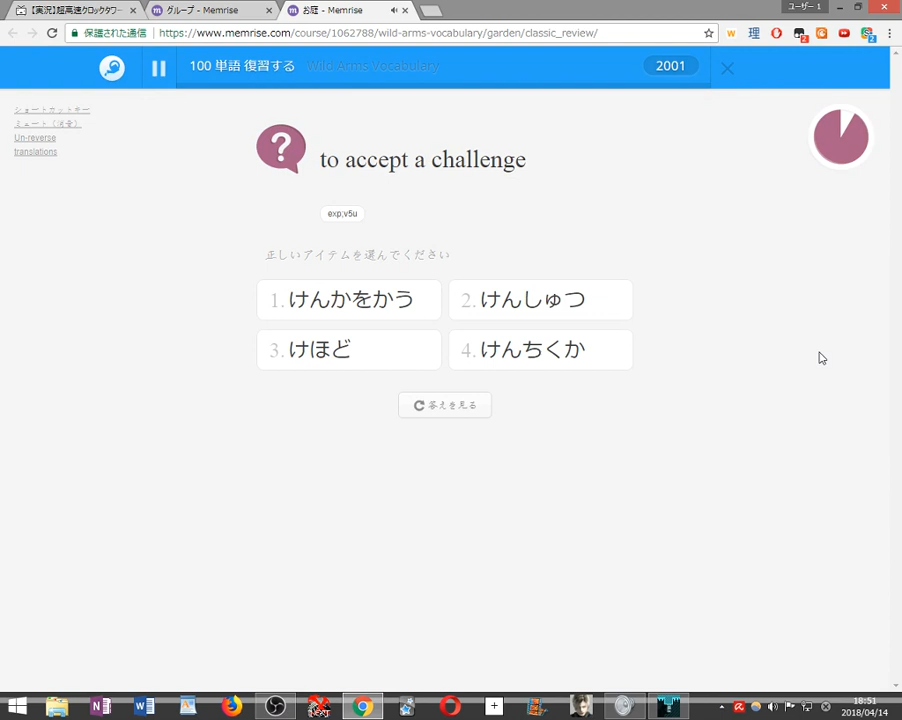 【実況】超高速クロックタワー
グループ - Memrise
お庭 - Memrise
ユーザー 1
保護された通信
https://www.memrise.com/course/1062788/wild-arms-vocabulary/garden/classic_review/
100 単語 復習する
Wild Arms Vocabulary
2001
ショートカットキー
ミュート（消音）
Un-reverse
translations
to accept a challenge
exp;v5u
正しいアイテムを選んでください
1. けんかをかう
2. けんしゅつ
3. けほど
4. けんちくか
答えを見る
18:51
2018/04/14